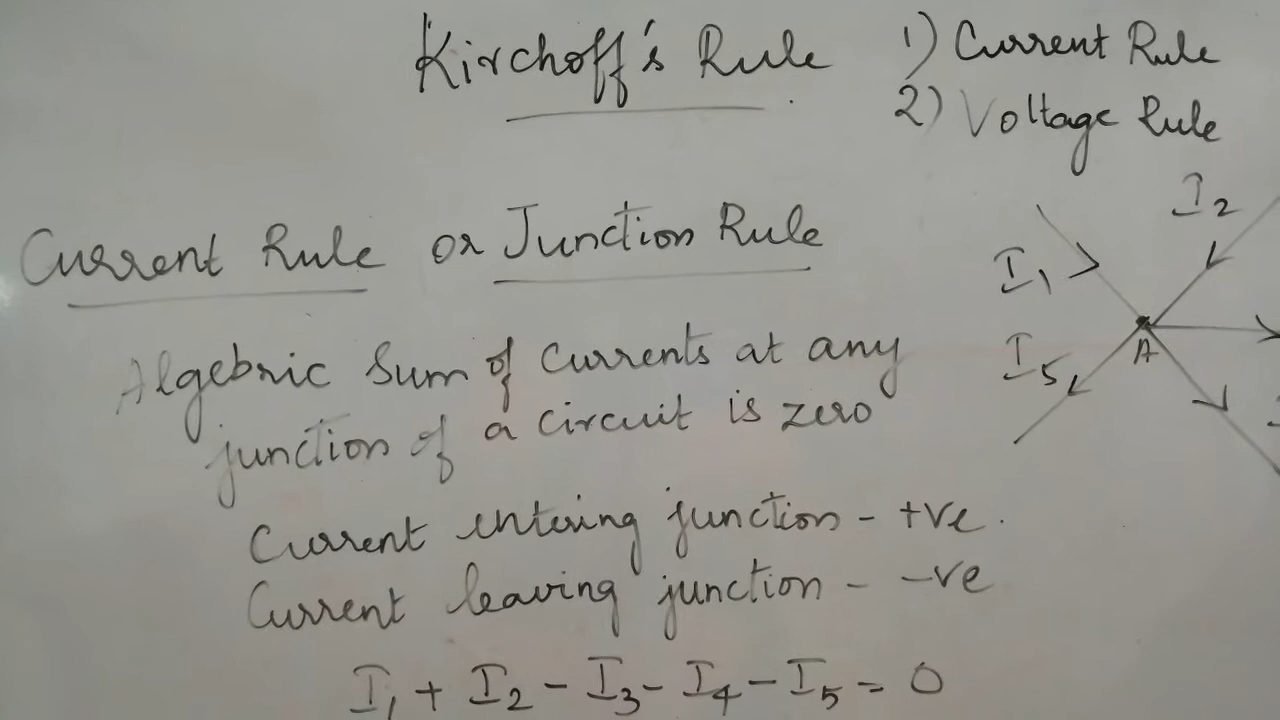 Kirchoff's Rule
1) Current Rule
2) Voltage Rule
Current Rule or Junction Rule
Algebric Sum of currents at any
junction of a circuit is zero
Current entering junction - +ve.
Current leaving junction - -ve
I₁ + I₂ - I₃ - I₄ - I₅ = 0
I₂
I₁
I₅
A